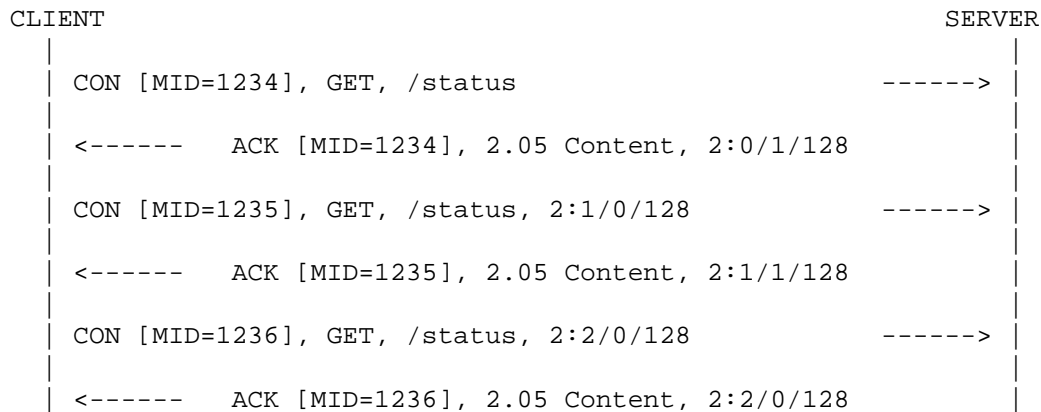 CLIENT SERVER
CON [MID=1234], GET, /status ------>
<------ ACK [MID=1234], 2.05 Content, 2:0/1/128
CON [MID=1235], GET, /status, 2:1/0/128 ------>
<------ ACK [MID=1235], 2.05 Content, 2:1/1/128
CON [MID=1236], GET, /status, 2:2/0/128 ------>
<------ ACK [MID=1236], 2.05 Content, 2:2/0/128